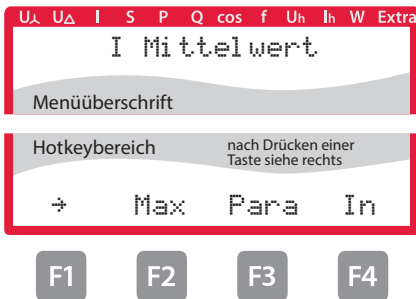 U⅄ U△ I S P Q cos f Uh Ih W Extra
I Mittelwert
Menüüberschrift
Hotkeybereich
nach Drücken einer
Taste siehe rechts
→ Max Para In
F1 F2 F3 F4